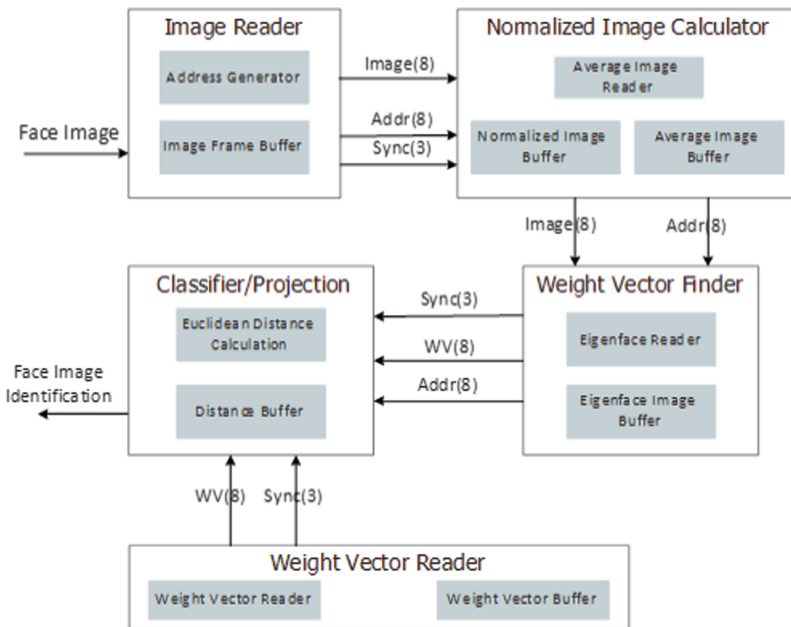 Image Reader
Address Generator
Image Frame Buffer
Face Image
Image(8)
Addr(8)
Sync(3)
Normalized Image Calculator
Average Image
Reader
Normalized Image
Buffer
Average Image
Buffer
Image(8)
Addr(8)
Classifier/Projection
Euclidean Distance
Calculation
Distance Buffer
Sync(3)
WV(8)
Addr(8)
Weight Vector Finder
Eigenface Reader
Eigenface Image
Buffer
Face Image
Identification
WV(8)
Sync(3)
Weight Vector Reader
Weight Vector Reader
Weight Vector Buffer